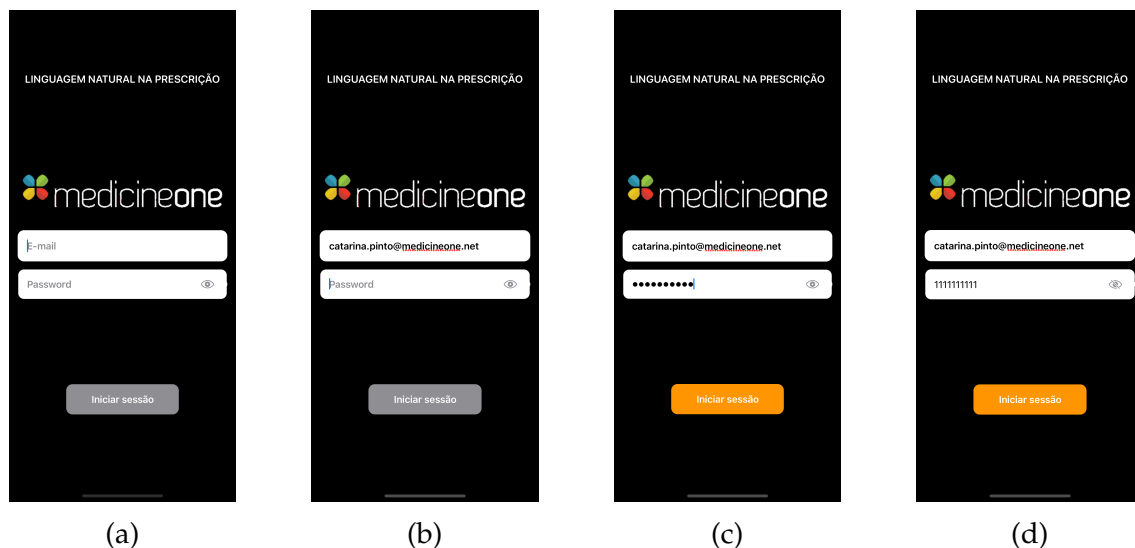 LINGUAGEM NATURAL NA PRESCRIÇÃO
medicineone
E-mail
Password
Iniciar sessão
(a)
LINGUAGEM NATURAL NA PRESCRIÇÃO
medicineone
catarina.pinto@medicineone.net
Password
Iniciar sessão
(b)
LINGUAGEM NATURAL NA PRESCRIÇÃO
medicineone
catarina.pinto@medicineone.net
••••••••••
Iniciar sessão
(c)
LINGUAGEM NATURAL NA PRESCRIÇÃO
medicineone
catarina.pinto@medicineone.net
1111111111
Iniciar sessão
(d)